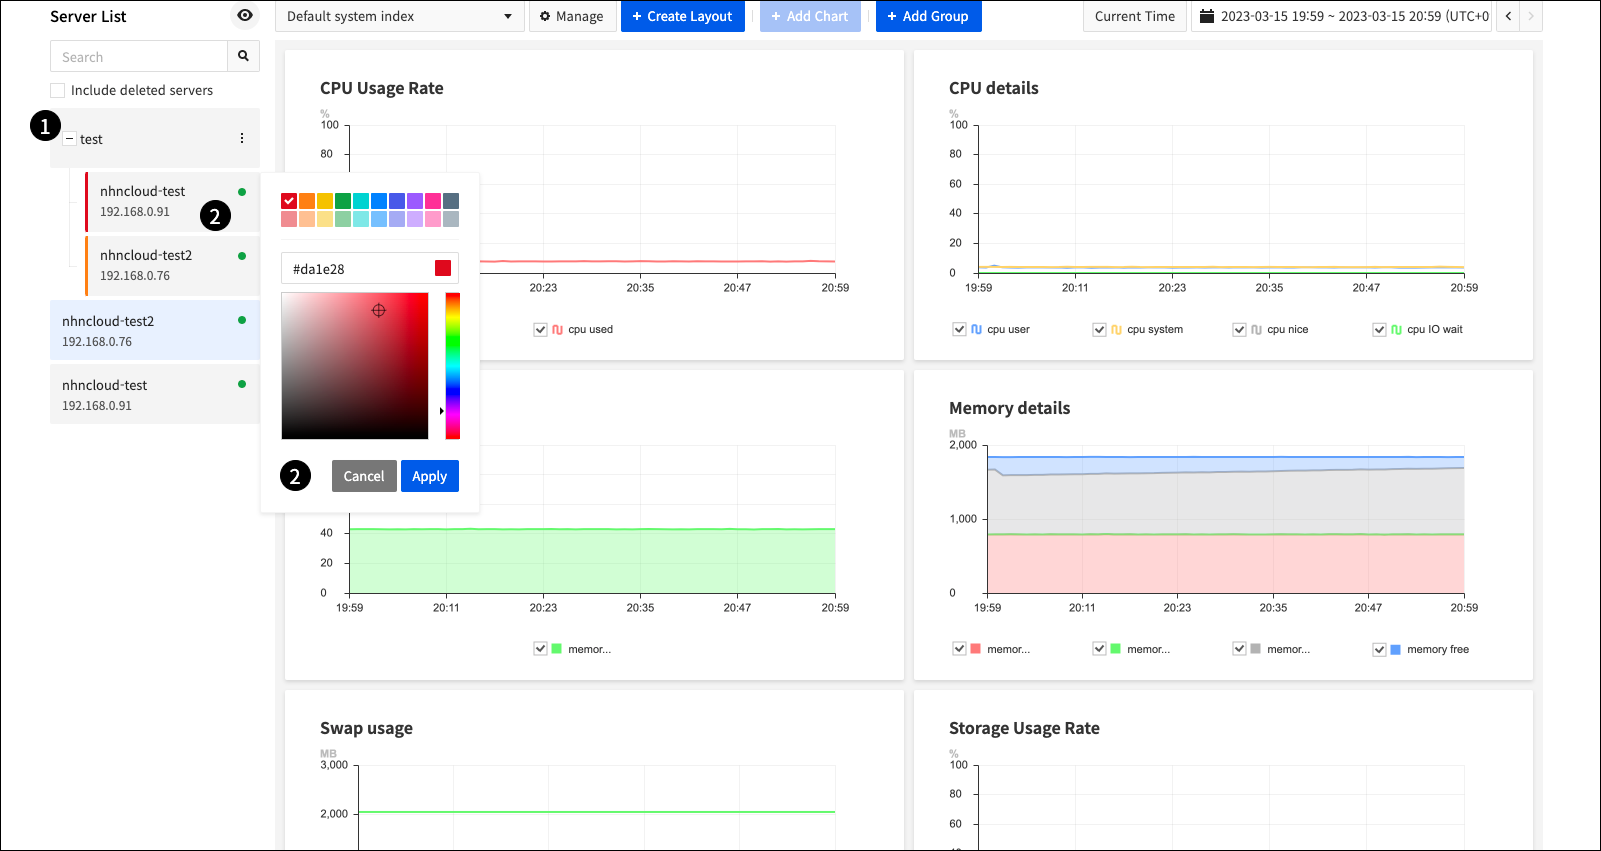 Server List
Default system index
Manage
+ Create Layout
+ Add Chart
+ Add Group
Current Time
2023-03-15 19:59 ~ 2023-03-15 20:59 (UTC+0
Search
Include deleted servers
1
test
nhncloud-test
192.168.0.91
2
nhncloud-test2
192.168.0.76
nhncloud-test2
192.168.0.76
nhncloud-test
192.168.0.91
#da1e28
2
Cancel
Apply
CPU Usage Rate
%
100
80
20:23
20:35
20:47
20:59
cpu used
CPU details
%
100
80
60
40
20
0
19:59
20:11
20:23
20:35
20:47
20:59
cpu user
cpu system
cpu nice
cpu IO wait
40
20
0
19:59
20:11
20:23
20:35
20:47
20:59
memor...
Memory details
MB
2,000
1,000
0
19:59
20:11
20:23
20:35
20:47
20:59
memor...
memor...
memor...
memory free
Swap usage
MB
3,000
2,000
Storage Usage Rate
%
100
80
60